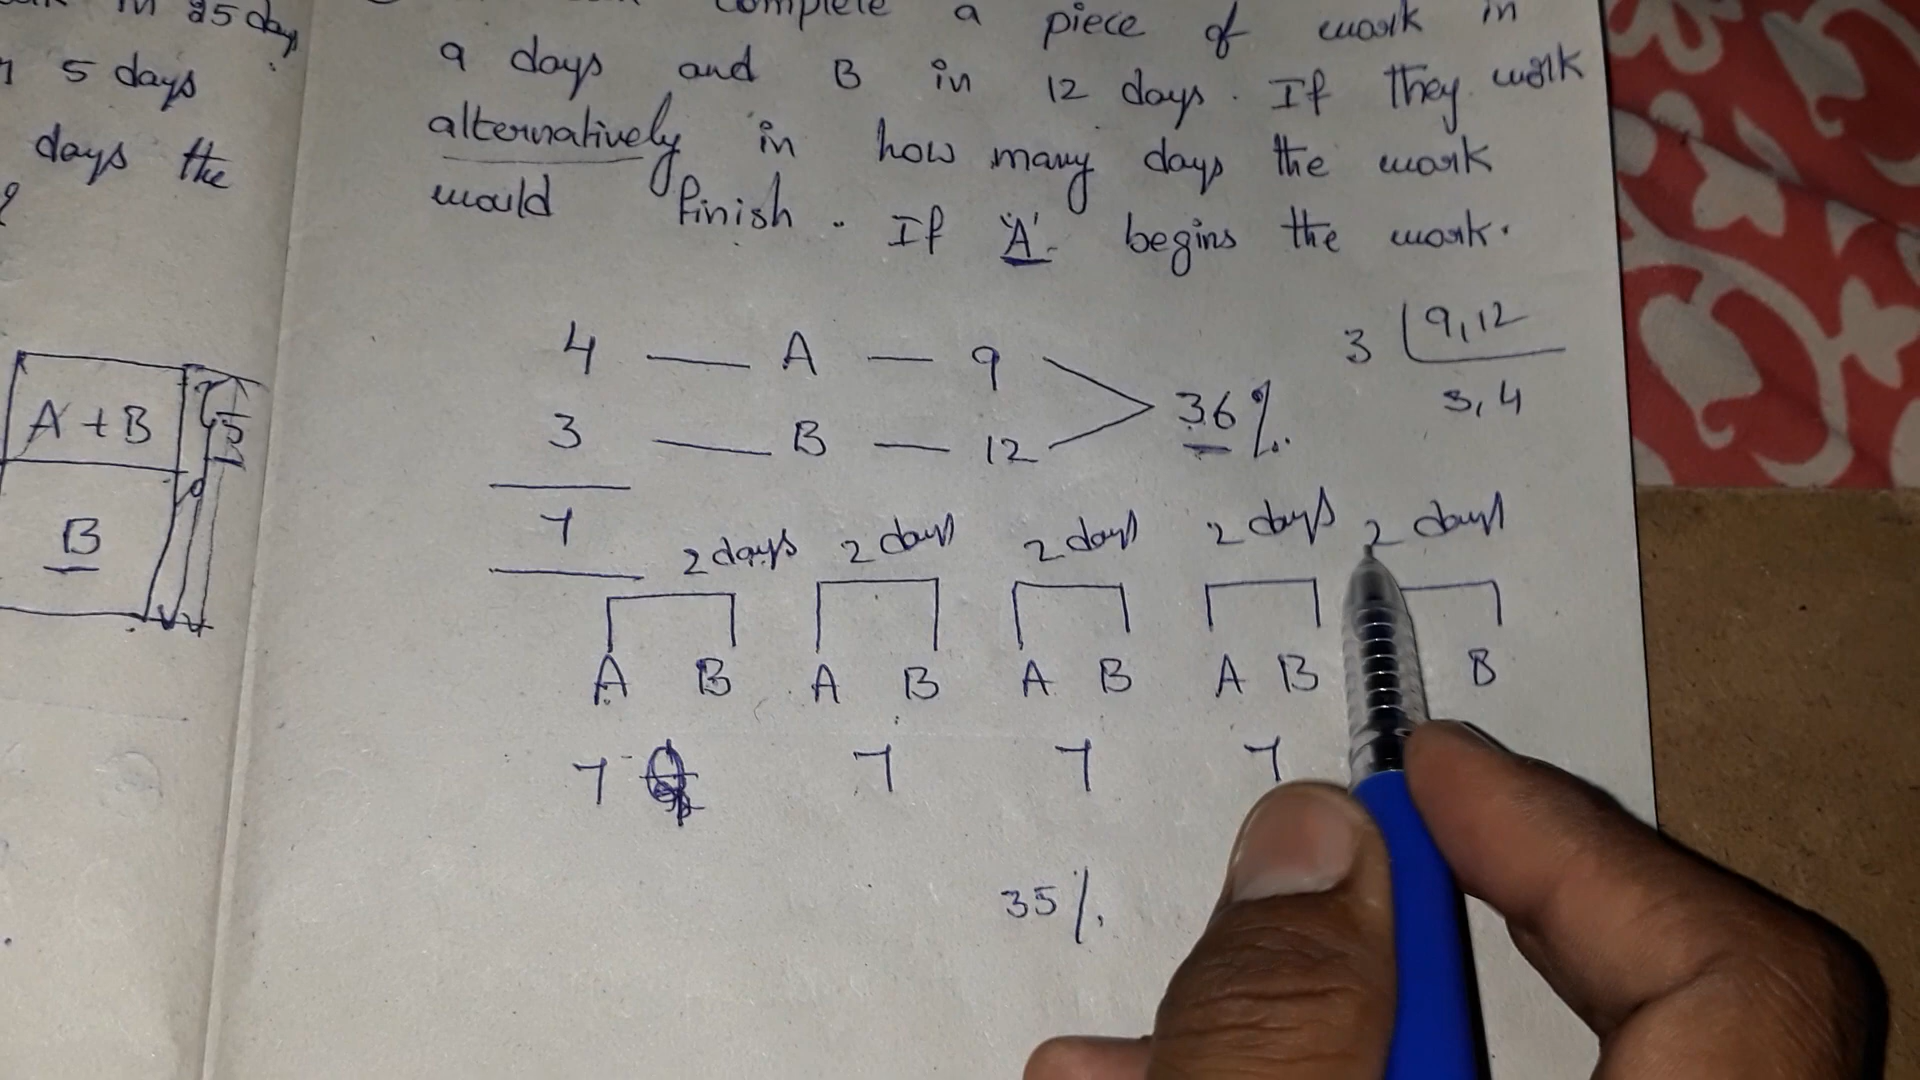 in 25 days
5 days
days the
A + B
B
complete a piece of work in
9 days and B in 12 days. If they work
alternatively in how many days the work
would finish. If 'A' begins the work.
4 — A — 9
3 — B — 12
36%.
3 | 9, 12
3, 4
7
2 days 2 days 2 days 2 days 2 days
A B A B A B A B B
7 7 7 7
35%.